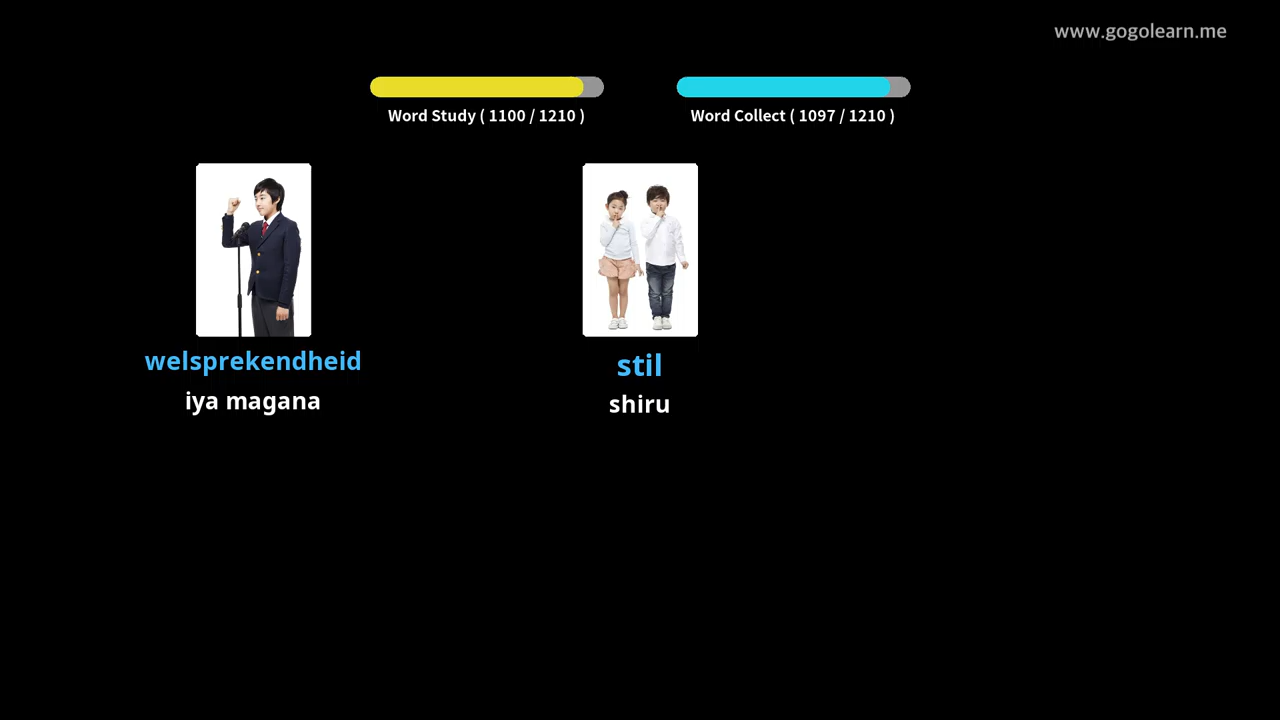 www.gogolearn.me
Word Study ( 1100 / 1210 )
Word Collect ( 1097 / 1210 )
welsprekendheid
iya magana
stil
shiru